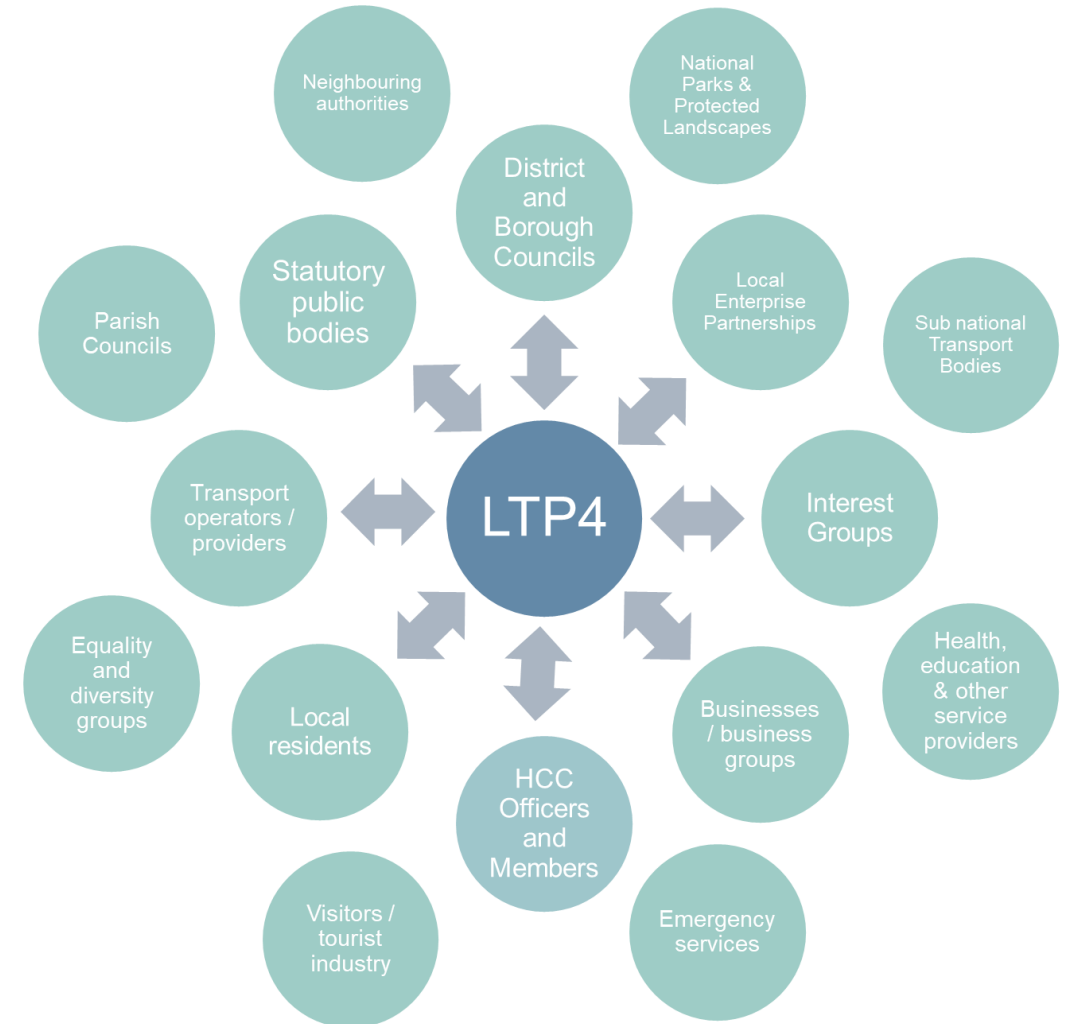 Neighbouring
authorities
National
Parks &
Protected
Landscapes
District
and
Borough
Councils
Statutory
public
bodies
Local
Enterprise
Partnerships
Parish
Councils
Sub national
Transport
Bodies
Transport
operators /
providers
LTP4
Interest
Groups
Equality
and
diversity
groups
Health,
education
& other
service
providers
Local
residents
Businesses
/ business
groups
HCC
Officers
and
Members
Visitors /
tourist
industry
Emergency
services